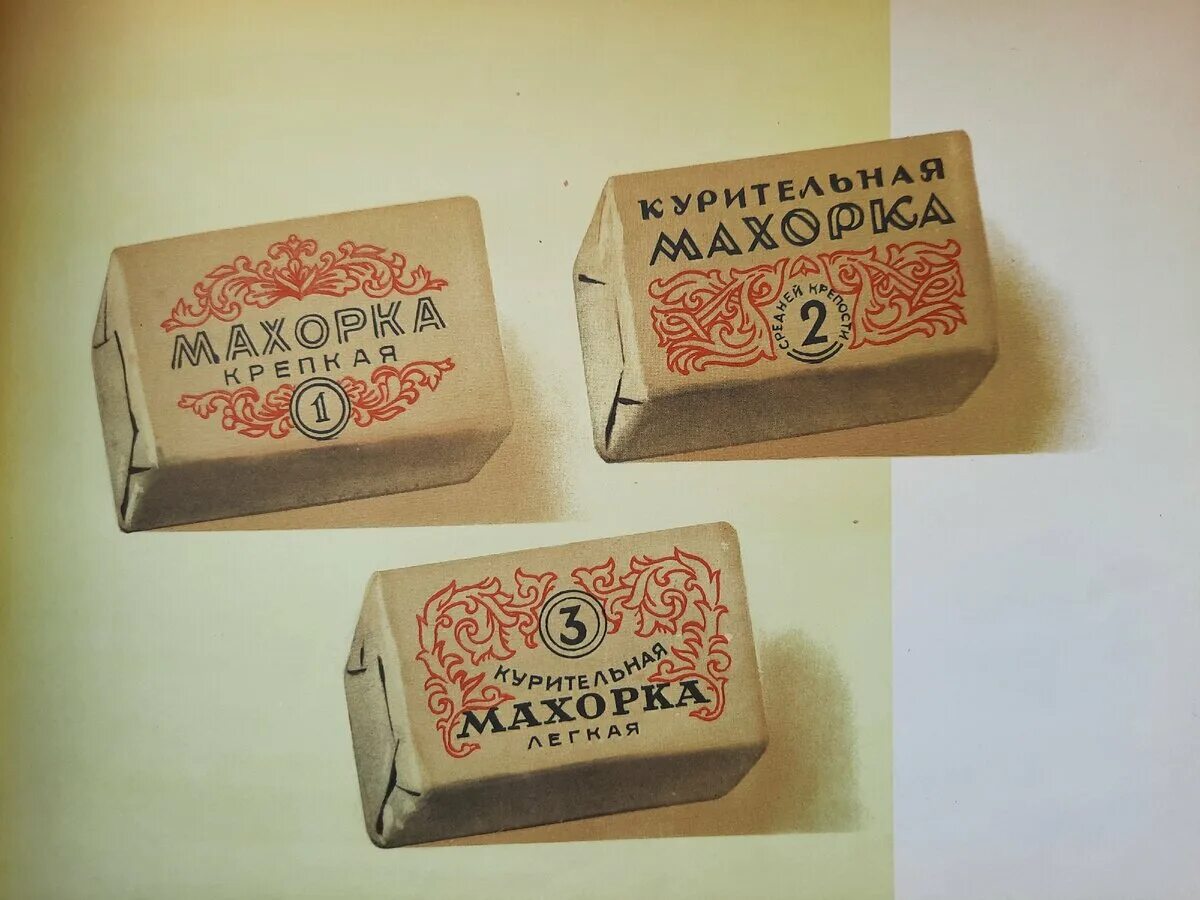 МАХОРКА
КРЕПКАЯ
1
КУРИТЕЛЬНАЯ
МАХОРКА
СРЕДНЕЙ КРЕПОСТИ
2
3
КУРИТЕЛЬНАЯ
МАХОРКА
ЛЕГКАЯ